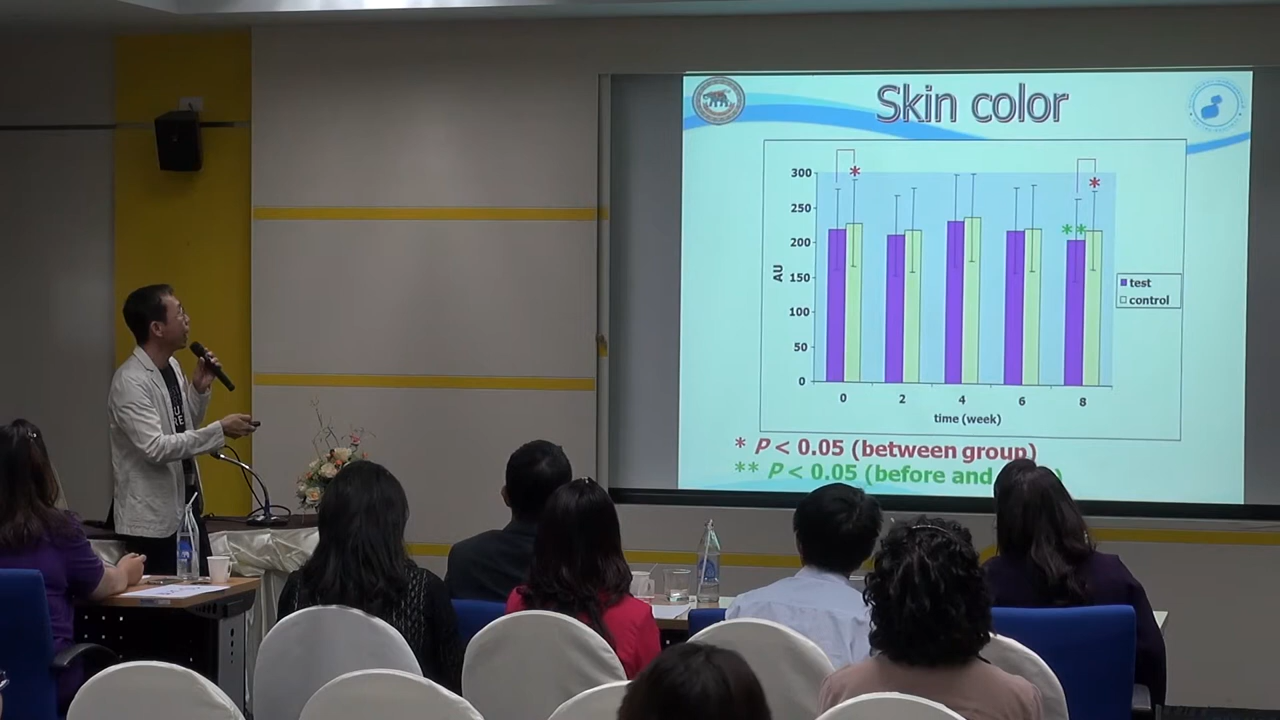 Skin color
300
250
200
150
100
50
0
AU
*
*
**
0 2 4 6 8
time (week)
test
control
* P < 0.05 (between group)
** P < 0.05 (before and